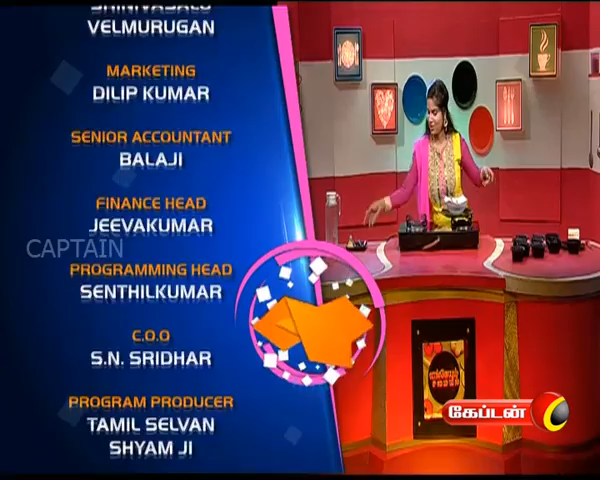 SRINIVASALU
VELMURUGAN
MARKETING
DILIP KUMAR
SENIOR ACCOUNTANT
BALAJI
FINANCE HEAD
JEEVAKUMAR
CAPTAIN
PROGRAMMING HEAD
SENTHILKUMAR
C.O.O
S.N. SRIDHAR
PROGRAM PRODUCER
TAMIL SELVAN
SHYAM JI
கேப்டன்